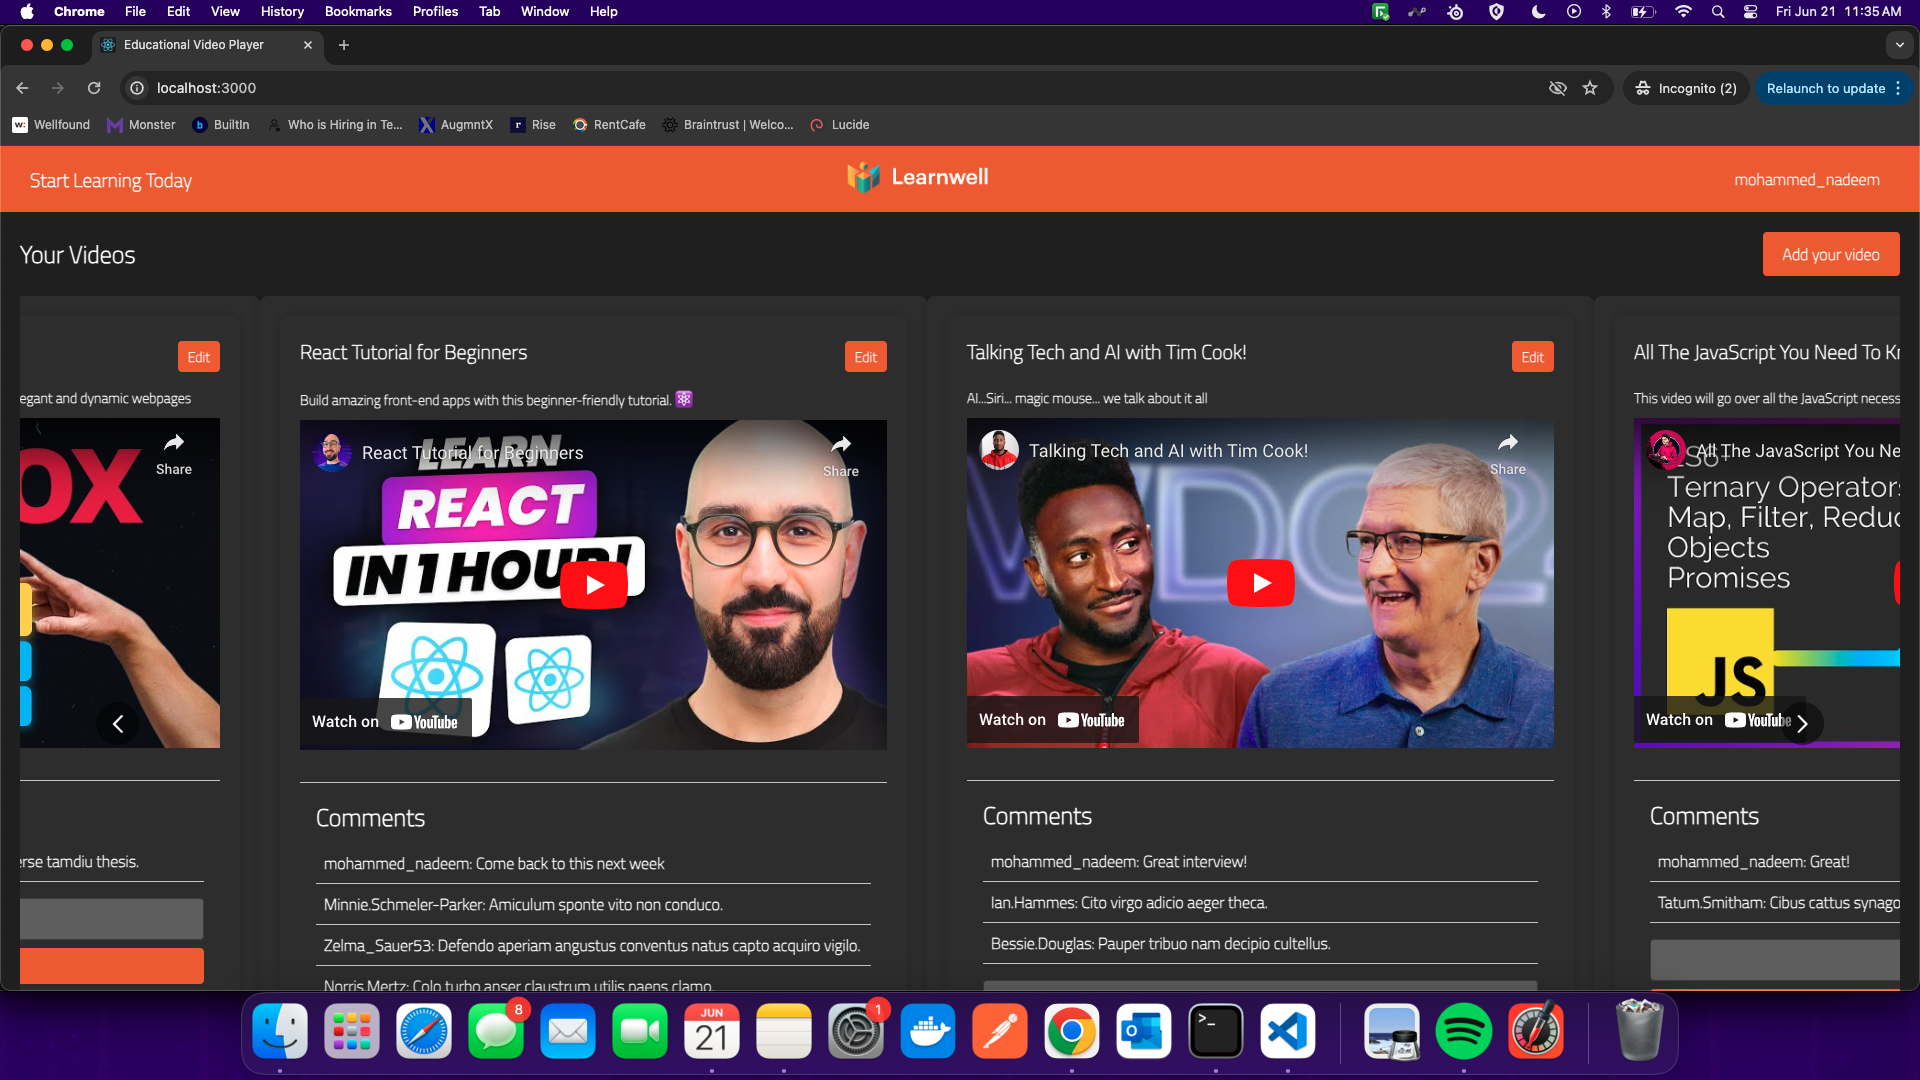 Chrome File Edit View History Bookmarks Profiles Tab Window Help Fri Jun 21 11:35 AM
Educational Video Player
localhost:3000 Incognito (2) Relaunch to update
w: Wellfound Monster b BuiltIn Who is Hiring in Te... AugmntX r Rise RentCafe Braintrust | Welco... Lucide
Start Learning Today
Learnwell
mohammed_nadeem
Your Videos
Add your video
Edit
egant and dynamic webpages
OX
Share
erse tamdiu thesis.
React Tutorial for Beginners
Edit
Build amazing front-end apps with this beginner-friendly tutorial.
React Tutorial for Beginners
Share
LEARN
REACT
IN 1 HOUR!
Watch on YouTube
Comments
mohammed_nadeem: Come back to this next week
Minnie.Schmeler-Parker: Amiculum sponte vito non conduco.
Zelma_Sauer53: Defendo aperiam angustus conventus natus capto acquiro vigilo.
Norris.Mertz: Colo turbo anser claustrum utilis paens clamo.
Talking Tech and AI with Tim Cook!
Edit
AI...Siri... magic mouse... we talk about it all
Talking Tech and AI with Tim Cook!
Share
Watch on YouTube
Comments
mohammed_nadeem: Great interview!
Ian.Hammes: Cito virgo adicio aeger theca.
Bessie.Douglas: Pauper tribuo nam decipio cultellus.
All The JavaScript You Need To Kn
This video will go over all the JavaScript necess
All The JavaScript You Ne
ES6+
Ternary Operators
Map, Filter, Reduc
Objects
Promises
JS
Watch on YouTube
Comments
mohammed_nadeem: Great!
Tatum.Smitham: Cibus cattus synago
8
JUN
21
1